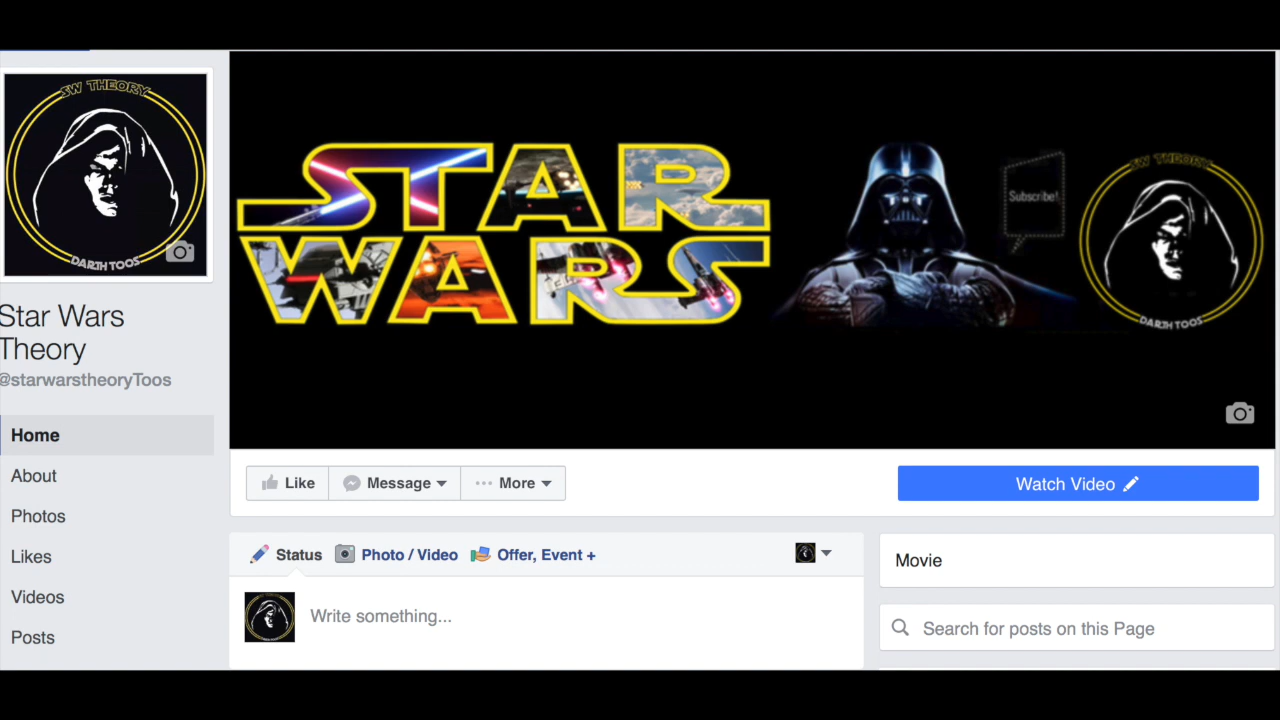 SW THEORY
DARTH TOOS
Star Wars
Theory
@starwarstheoryToos
Home
About
Photos
Likes
Videos
Posts
STAR
WARS
Subscribe!
SW THEORY
DARTH TOOS
Like
Message
More
Watch Video
Status
Photo / Video
Offer, Event +
Write something...
Movie
Search for posts on this Page